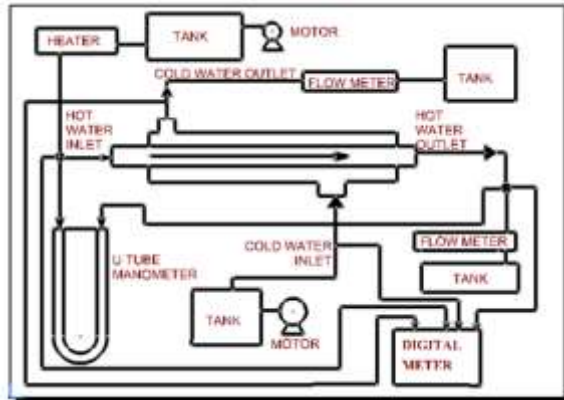 HEATER
TANK
MOTOR
COLD WATER OUTLET
FLOW METER
TANK
HOT
WATER
INLET
HOT
WATER
OUTLET
U TUBE
MANOMETER
COLD WATER
INLET
FLOW METER
TANK
TANK
MOTOR
DIGITAL
METER